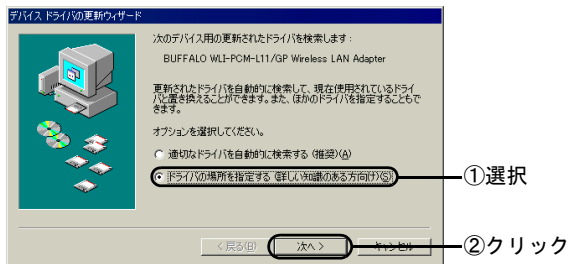 デバイス ドライバの更新ウィザード
次のデバイス用の更新されたドライバを検索します :
BUFFALO WLI-PCM-L11/GP Wireless LAN Adapter
更新されたドライバを自動的に検索して、現在使用されているドライ
バと置き換えることができます。また、ほかのドライバを指定することもで
きます。
オプションを選択してください。
適切なドライバを自動的に検索する (推奨)(A)
ドライバの場所を指定する (詳しい知識のある方向け)(S)
①選択
< 戻る(B)
次へ >
キャンセル
②クリック